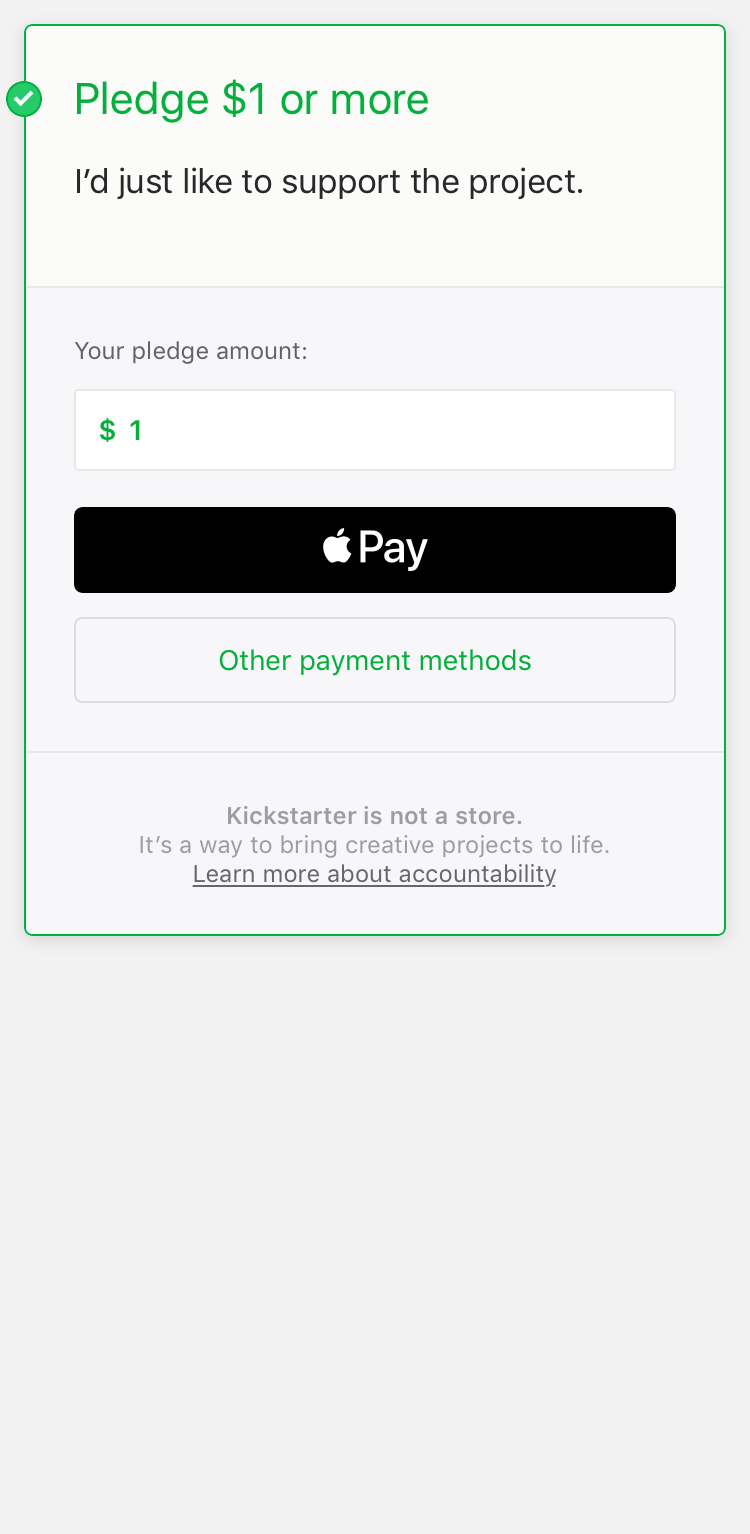 Pledge $1 or more
I’d just like to support the project.
Your pledge amount:
$ 1
Pay
Other payment methods
Kickstarter is not a store.
It’s a way to bring creative projects to life.
Learn more about accountability